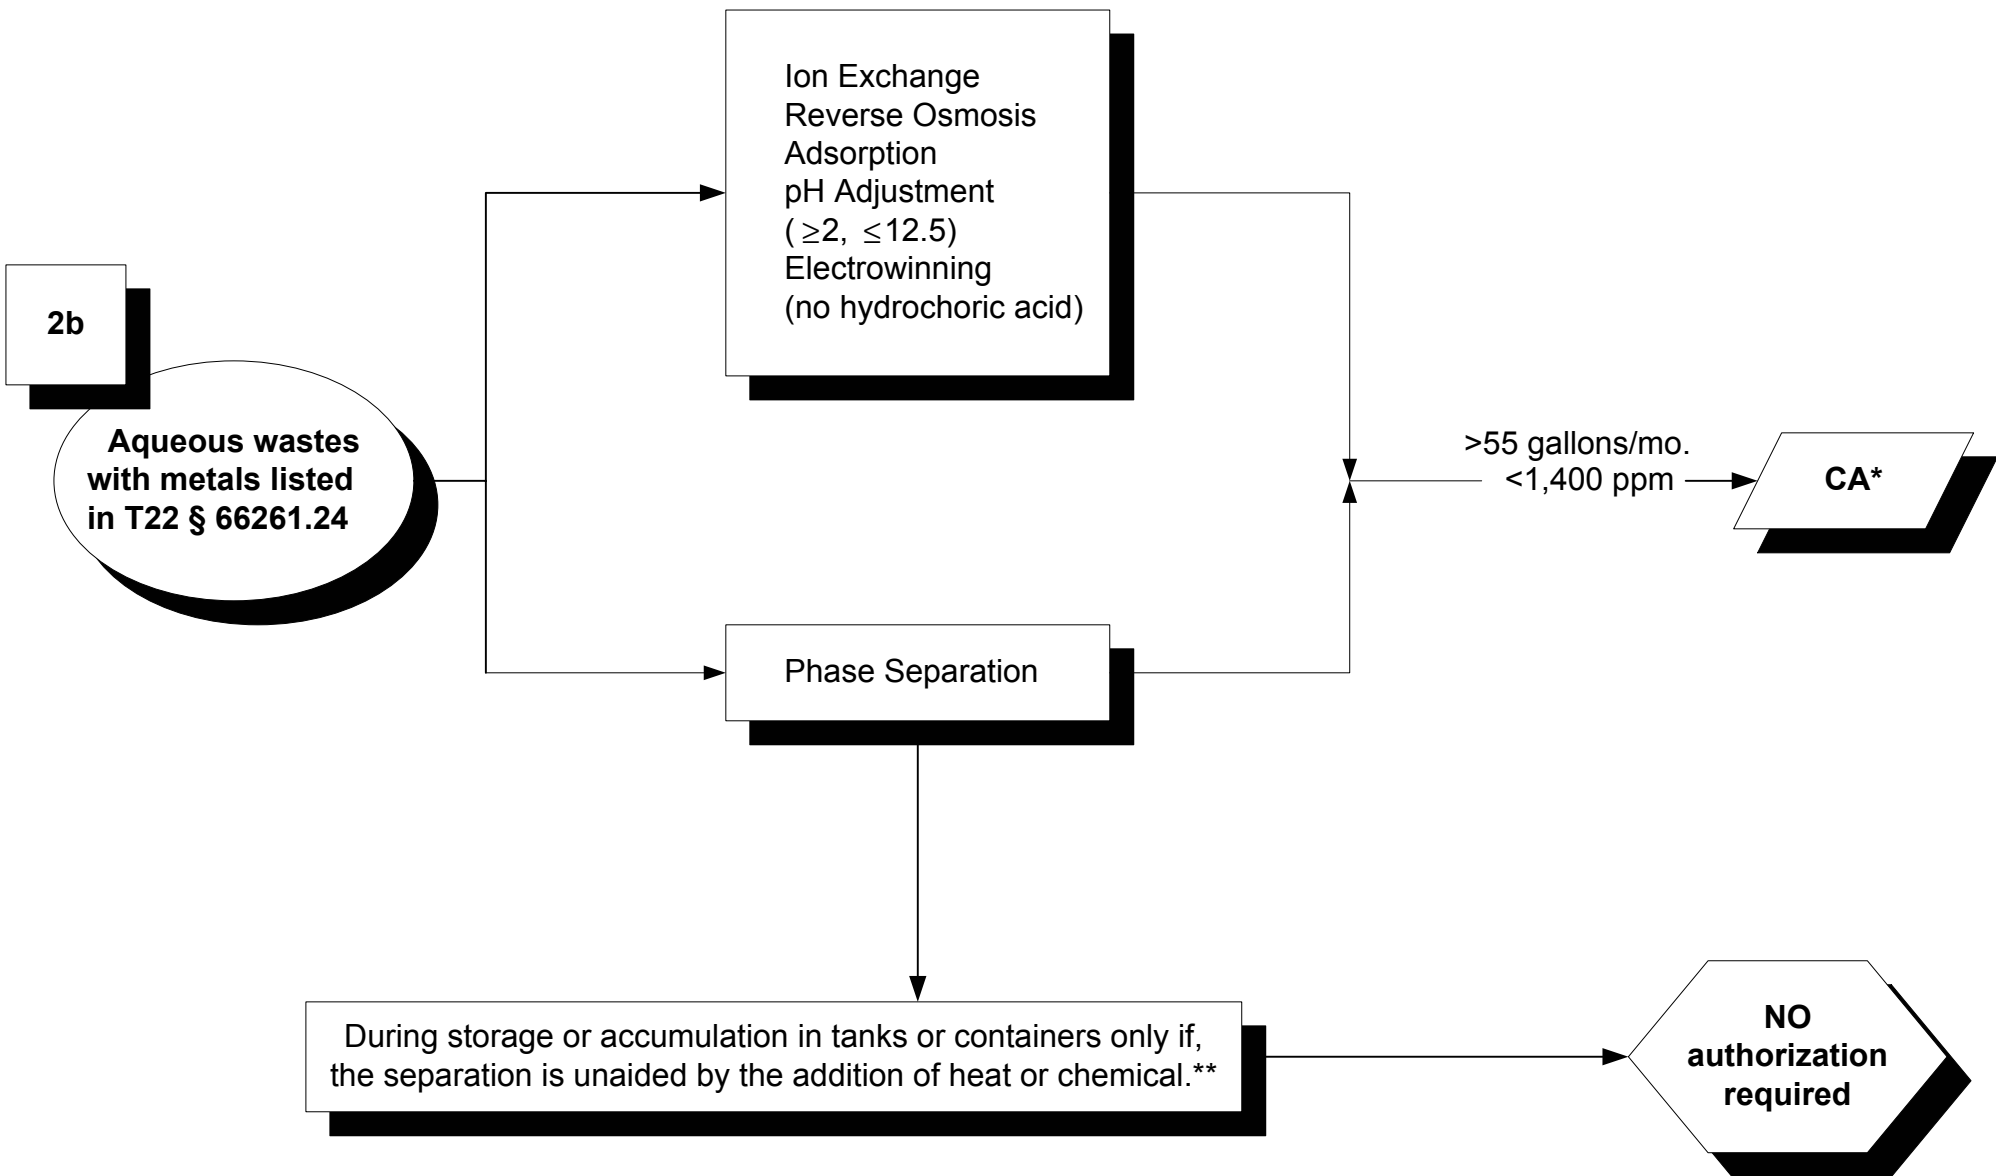 Ion Exchange
Reverse Osmosis
Adsorption
pH Adjustment
( ≥2, ≤12.5)
Electrowinning
(no hydrochoric acid)
2b
Aqueous wastes
with metals listed
in T22 § 66261.24
>55 gallons/mo.
<1,400 ppm
CA*
Phase Separation
During storage or accumulation in tanks or containers only if,
the separation is unaided by the addition of heat or chemical.**
NO
authorization
required